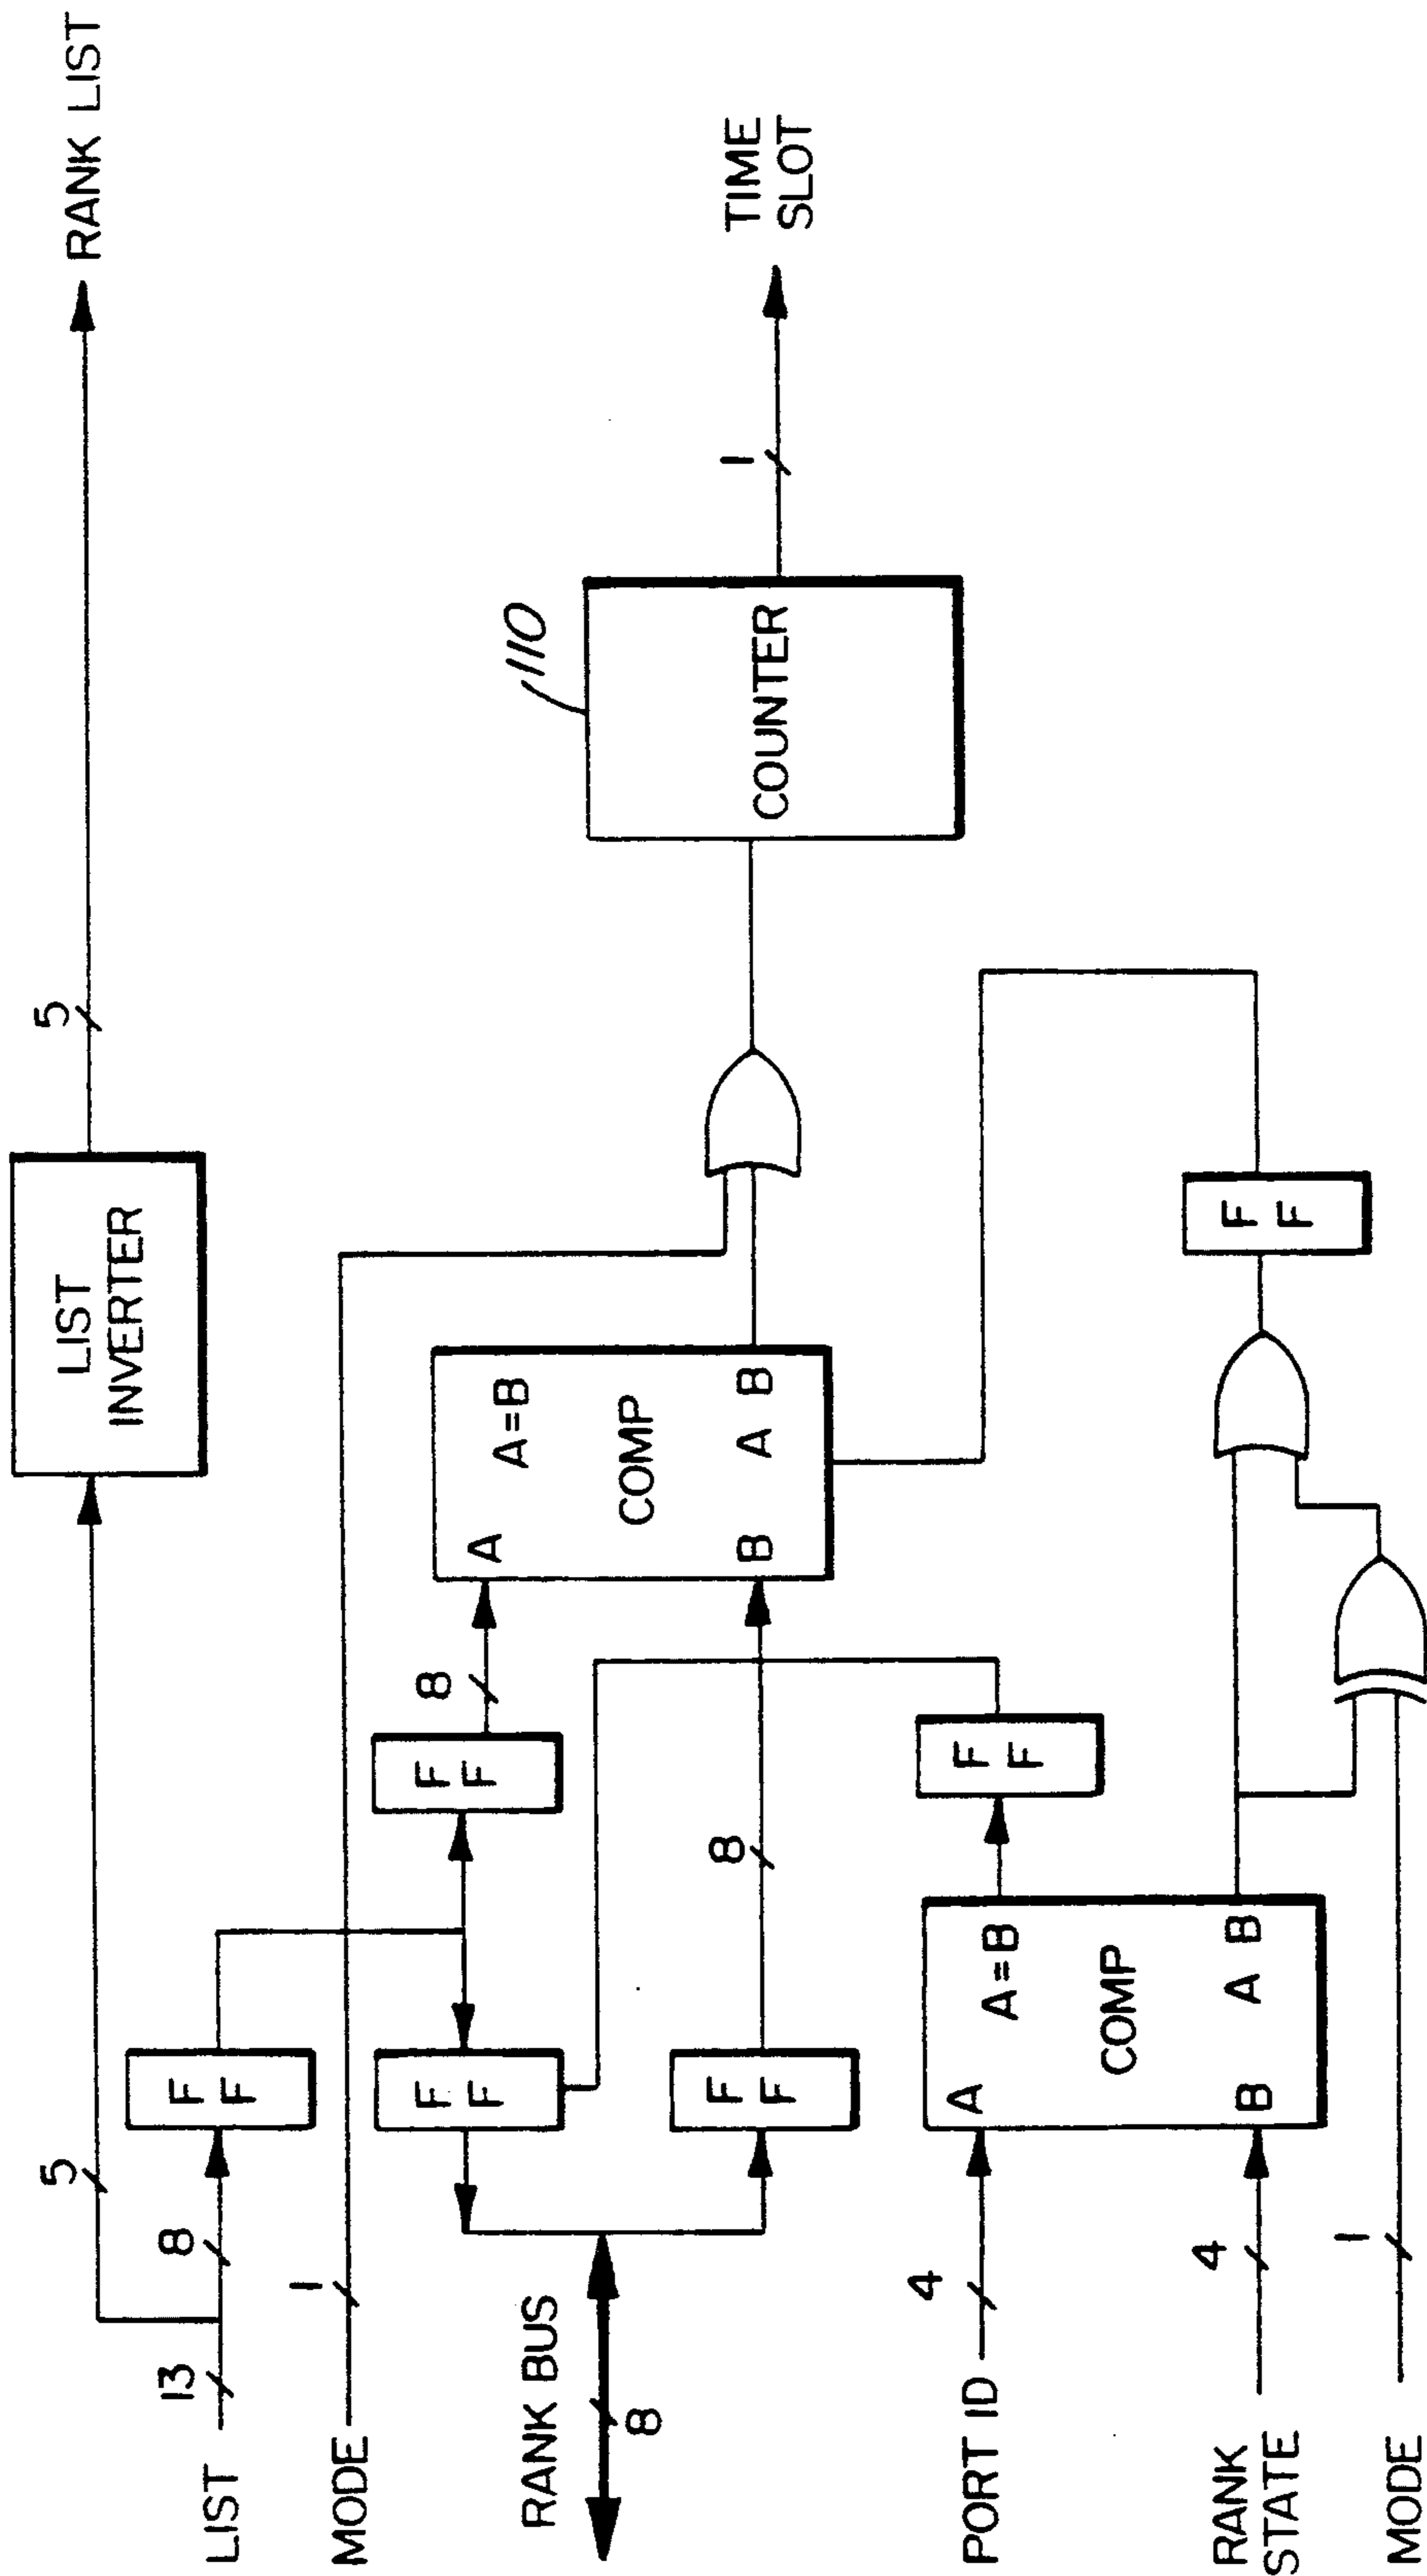 LIST
13
8
5
F
F
LIST
INVERTER
5
RANK LIST
MODE
1
F
F
F
F
8
A
A=B
COMP
B
A B
RANK BUS
8
F
F
8
110
COUNTER
1
TIME
SLOT
PORT ID
4
A
A=B
COMP
B
A B
F
F
RANK
STATE
4
F
F
MODE
1